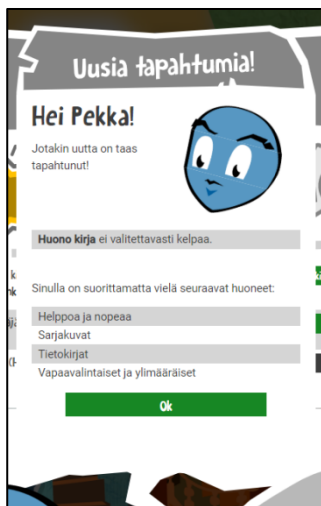 Uusia tapahtumia!
Hei Pekka!
Jotakin uutta on taas
tapahtunut!
Huono kirja ei valitettavasti kelpaa.
Sinulla on suorittamatta vielä seuraavat huoneet:
Helppoa ja nopeaa
Sarjakuvat
Tietokirjat
Vapaavalintaiset ja ylimääräiset
Ok